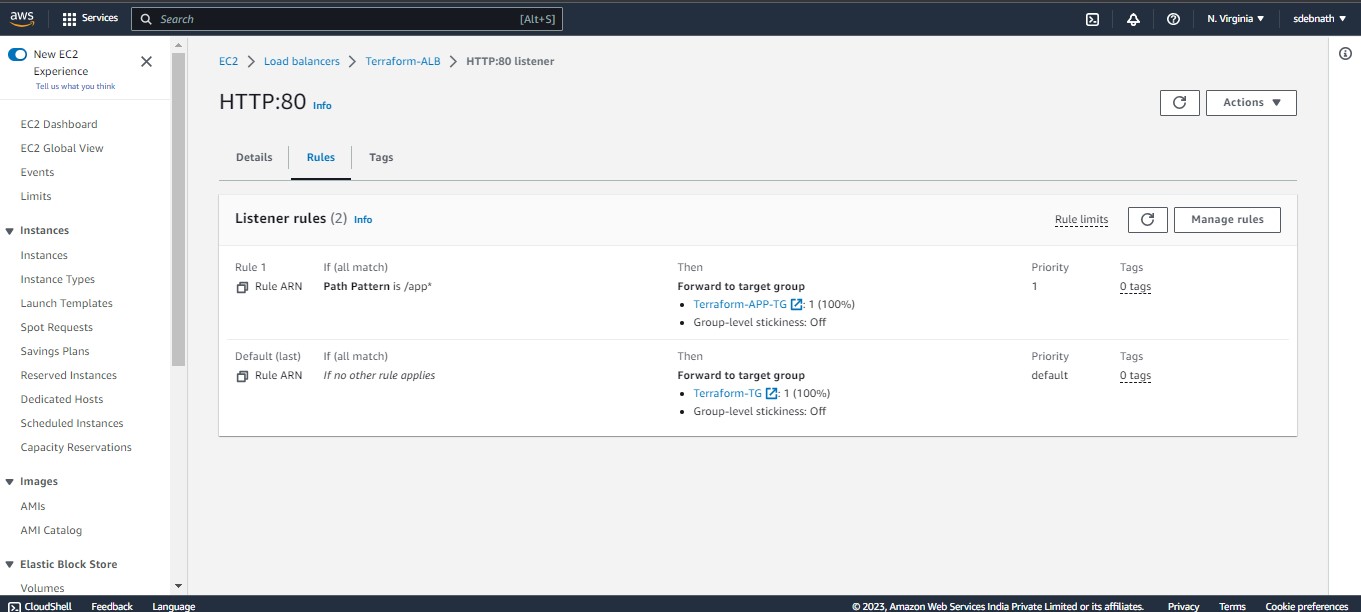 aws
Services
Search [Alt+S]
N. Virginia ▼
sdebnath ▼
New EC2
Experience
Tell us what you think
EC2 Dashboard
EC2 Global View
Events
Limits
Instances
Instances
Instance Types
Launch Templates
Spot Requests
Savings Plans
Reserved Instances
Dedicated Hosts
Scheduled Instances
Capacity Reservations
Images
AMIs
AMI Catalog
Elastic Block Store
Volumes
EC2 > Load balancers > Terraform-ALB > HTTP:80 listener
HTTP:80 Info
Actions ▼
Details Rules Tags
Listener rules (2) Info
Rule limits
Manage rules
Rule 1 If (all match) Then Priority Tags
Rule ARN Path Pattern is /app* Forward to target group 1 0 tags
• Terraform-APP-TG : 1 (100%)
• Group-level stickiness: Off
Default (last) If (all match) Then Priority Tags
Rule ARN If no other rule applies Forward to target group default 0 tags
• Terraform-TG : 1 (100%)
• Group-level stickiness: Off
CloudShell Feedback Language © 2023, Amazon Web Services India Private Limited or its affiliates. Privacy Terms Cookie preferences